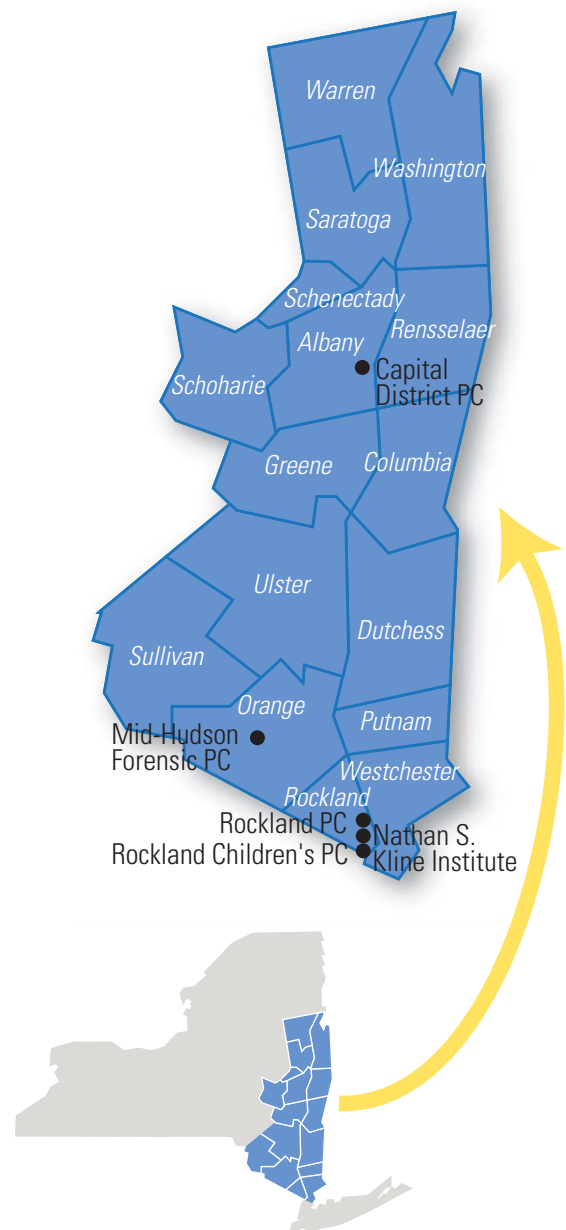 Warren
Washington
Saratoga
Schenectady
Albany
Rensselaer
Capital
District PC
Schoharie
Greene
Columbia
Ulster
Dutchess
Sullivan
Orange
Putnam
Mid-Hudson
Forensic PC
Westchester
Rockland
Rockland PC
Nathan S.
Kline Institute
Rockland Children's PC